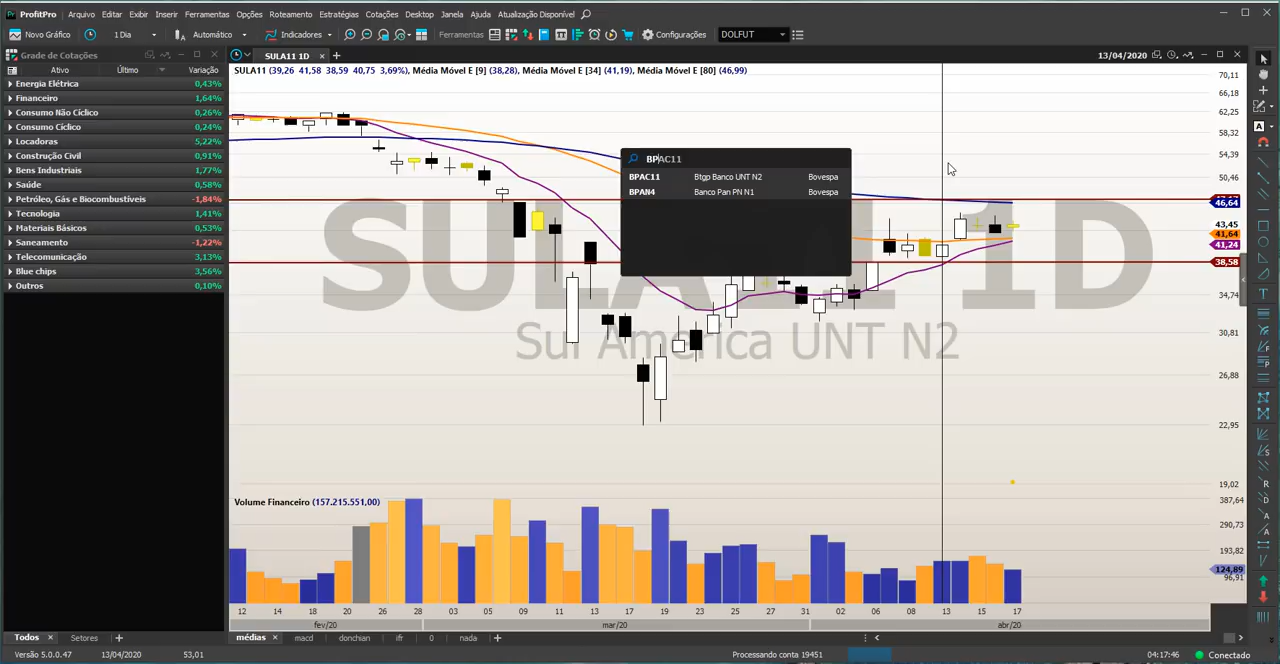 ProfitPro Arquivo Editar Exibir Inserir Ferramentas Opções Roteamento Estratégias Cotações Desktop Janela Ajuda Atualização Disponível
Novo Gráfico 1 Dia Automático Indicadores Ferramentas Configurações DOLFUT
Grade de Cotações
Ativo Último Variação
Energia Elétrica 0,43%
Financeiro 1,64%
Consumo Não Cíclico 0,26%
Consumo Cíclico 0,24%
Locadoras 5,22%
Construção Civil 0,91%
Bens Industriais 1,77%
Saúde 0,58%
Petróleo, Gás e Biocombustíveis -1,84%
Tecnologia 1,41%
Materiais Básicos 0,53%
Saneamento -1,22%
Telecomunicação 3,13%
Blue chips 3,56%
Outros 0,10%
SULA11 1D 13/04/2020
SULA11 (39,26 41,58 38,59 40,75 3,69%), Média Móvel E [9] (38,28), Média Móvel E [34] (41,19), Média Móvel E [80] (46,99)
SULA11 1D
Sul America UNT N2
BPAC11
BPAC11 Btgp Banco UNT N2 Bovespa
BPAN4 Banco Pan PN N1 Bovespa
70,11
66,18
62,25
58,32
54,39
50,46
46,64
43,45
41,64
41,24
38,58
34,74
30,81
26,88
22,95
19,02
Volume Financeiro (157.215.551,00)
387,64
290,73
193,82
124,89
96,91
12 14 18 20 26 28 03 05 09 11 13 17 19 23 25 27 31 02 06 08 13 15 17
fev/20 mar/20 abr/20
Todos Setores
médias macd donchian ifr 0 nada
Versão 5.0.0.47 13/04/2020 53,01 Processando conta 19451 04:17:46 Conectado